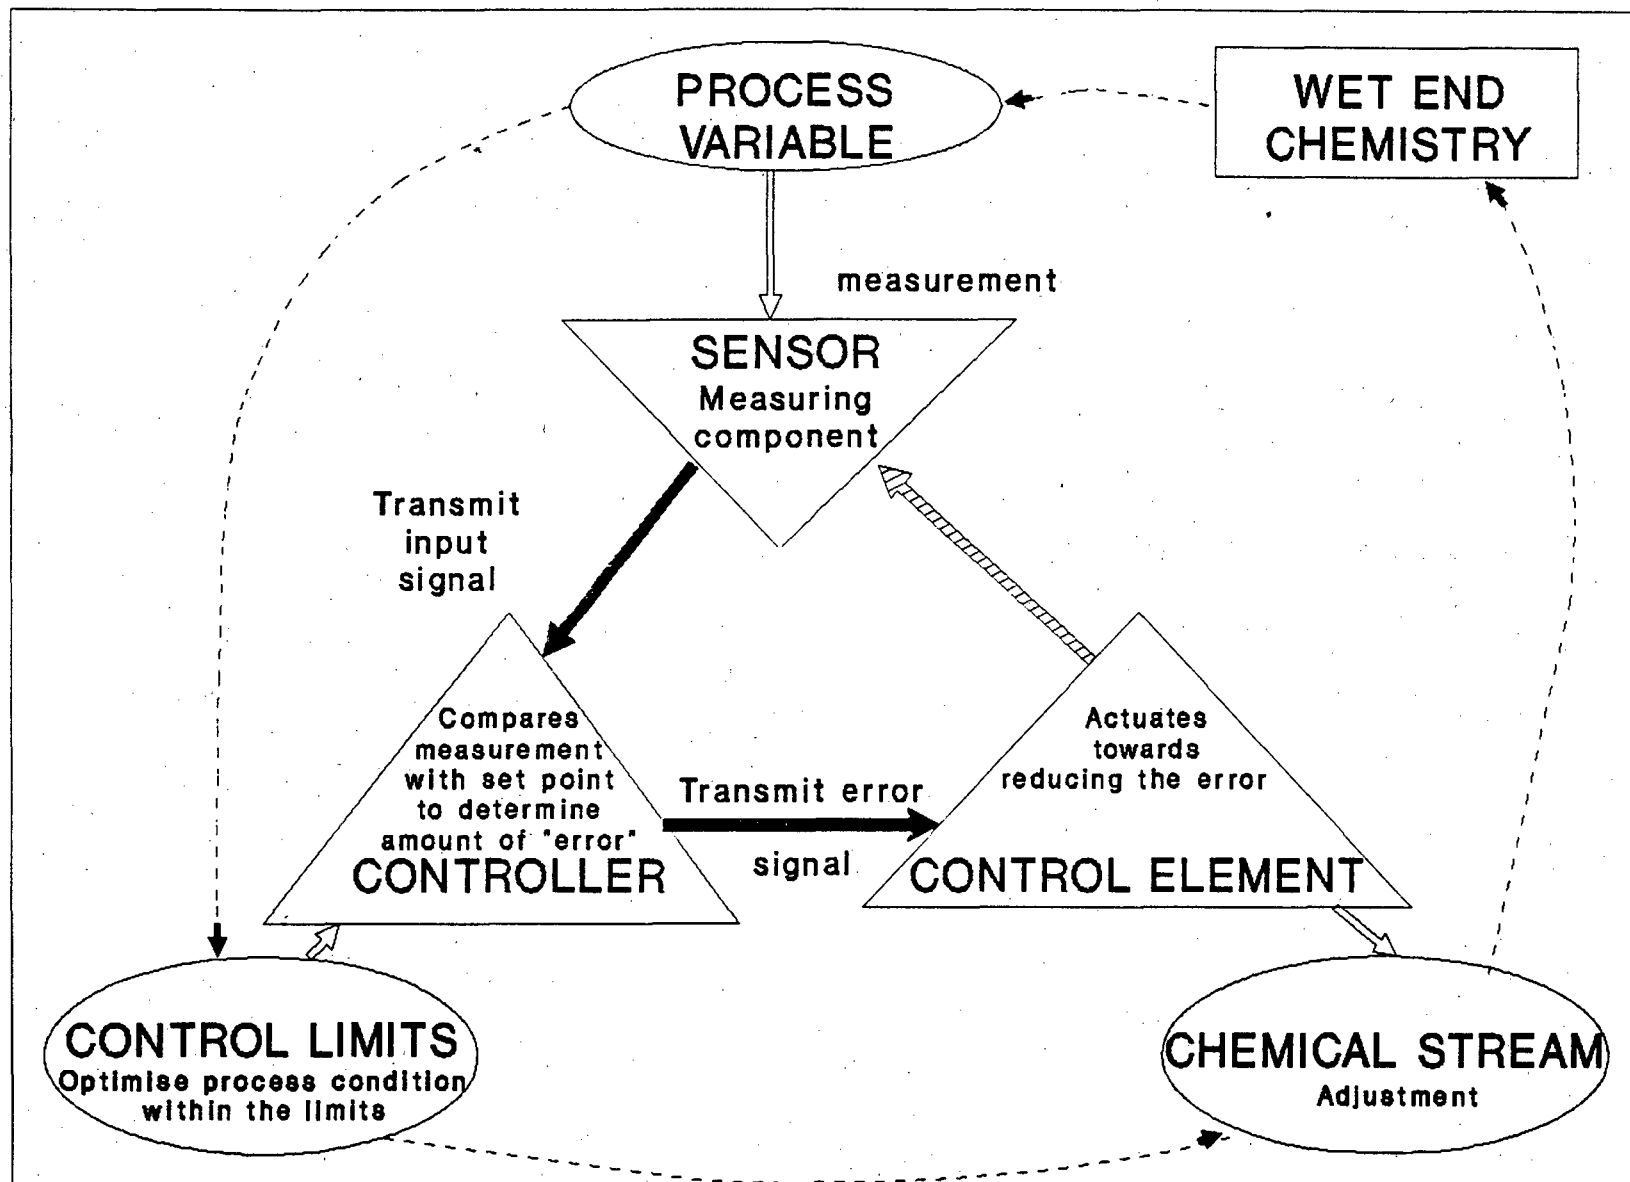 PROCESS
VARIABLE
WET END
CHEMISTRY
measurement
SENSOR
Measuring
component
Transmit
input
signal
Compares
measurement
with set point
to determine
amount of "error"
CONTROLLER
Transmit error
signal
Actuates
towards
reducing the error
CONTROL ELEMENT
CONTROL LIMITS
Optimise process condition
within the limits
CHEMICAL STREAM
Adjustment